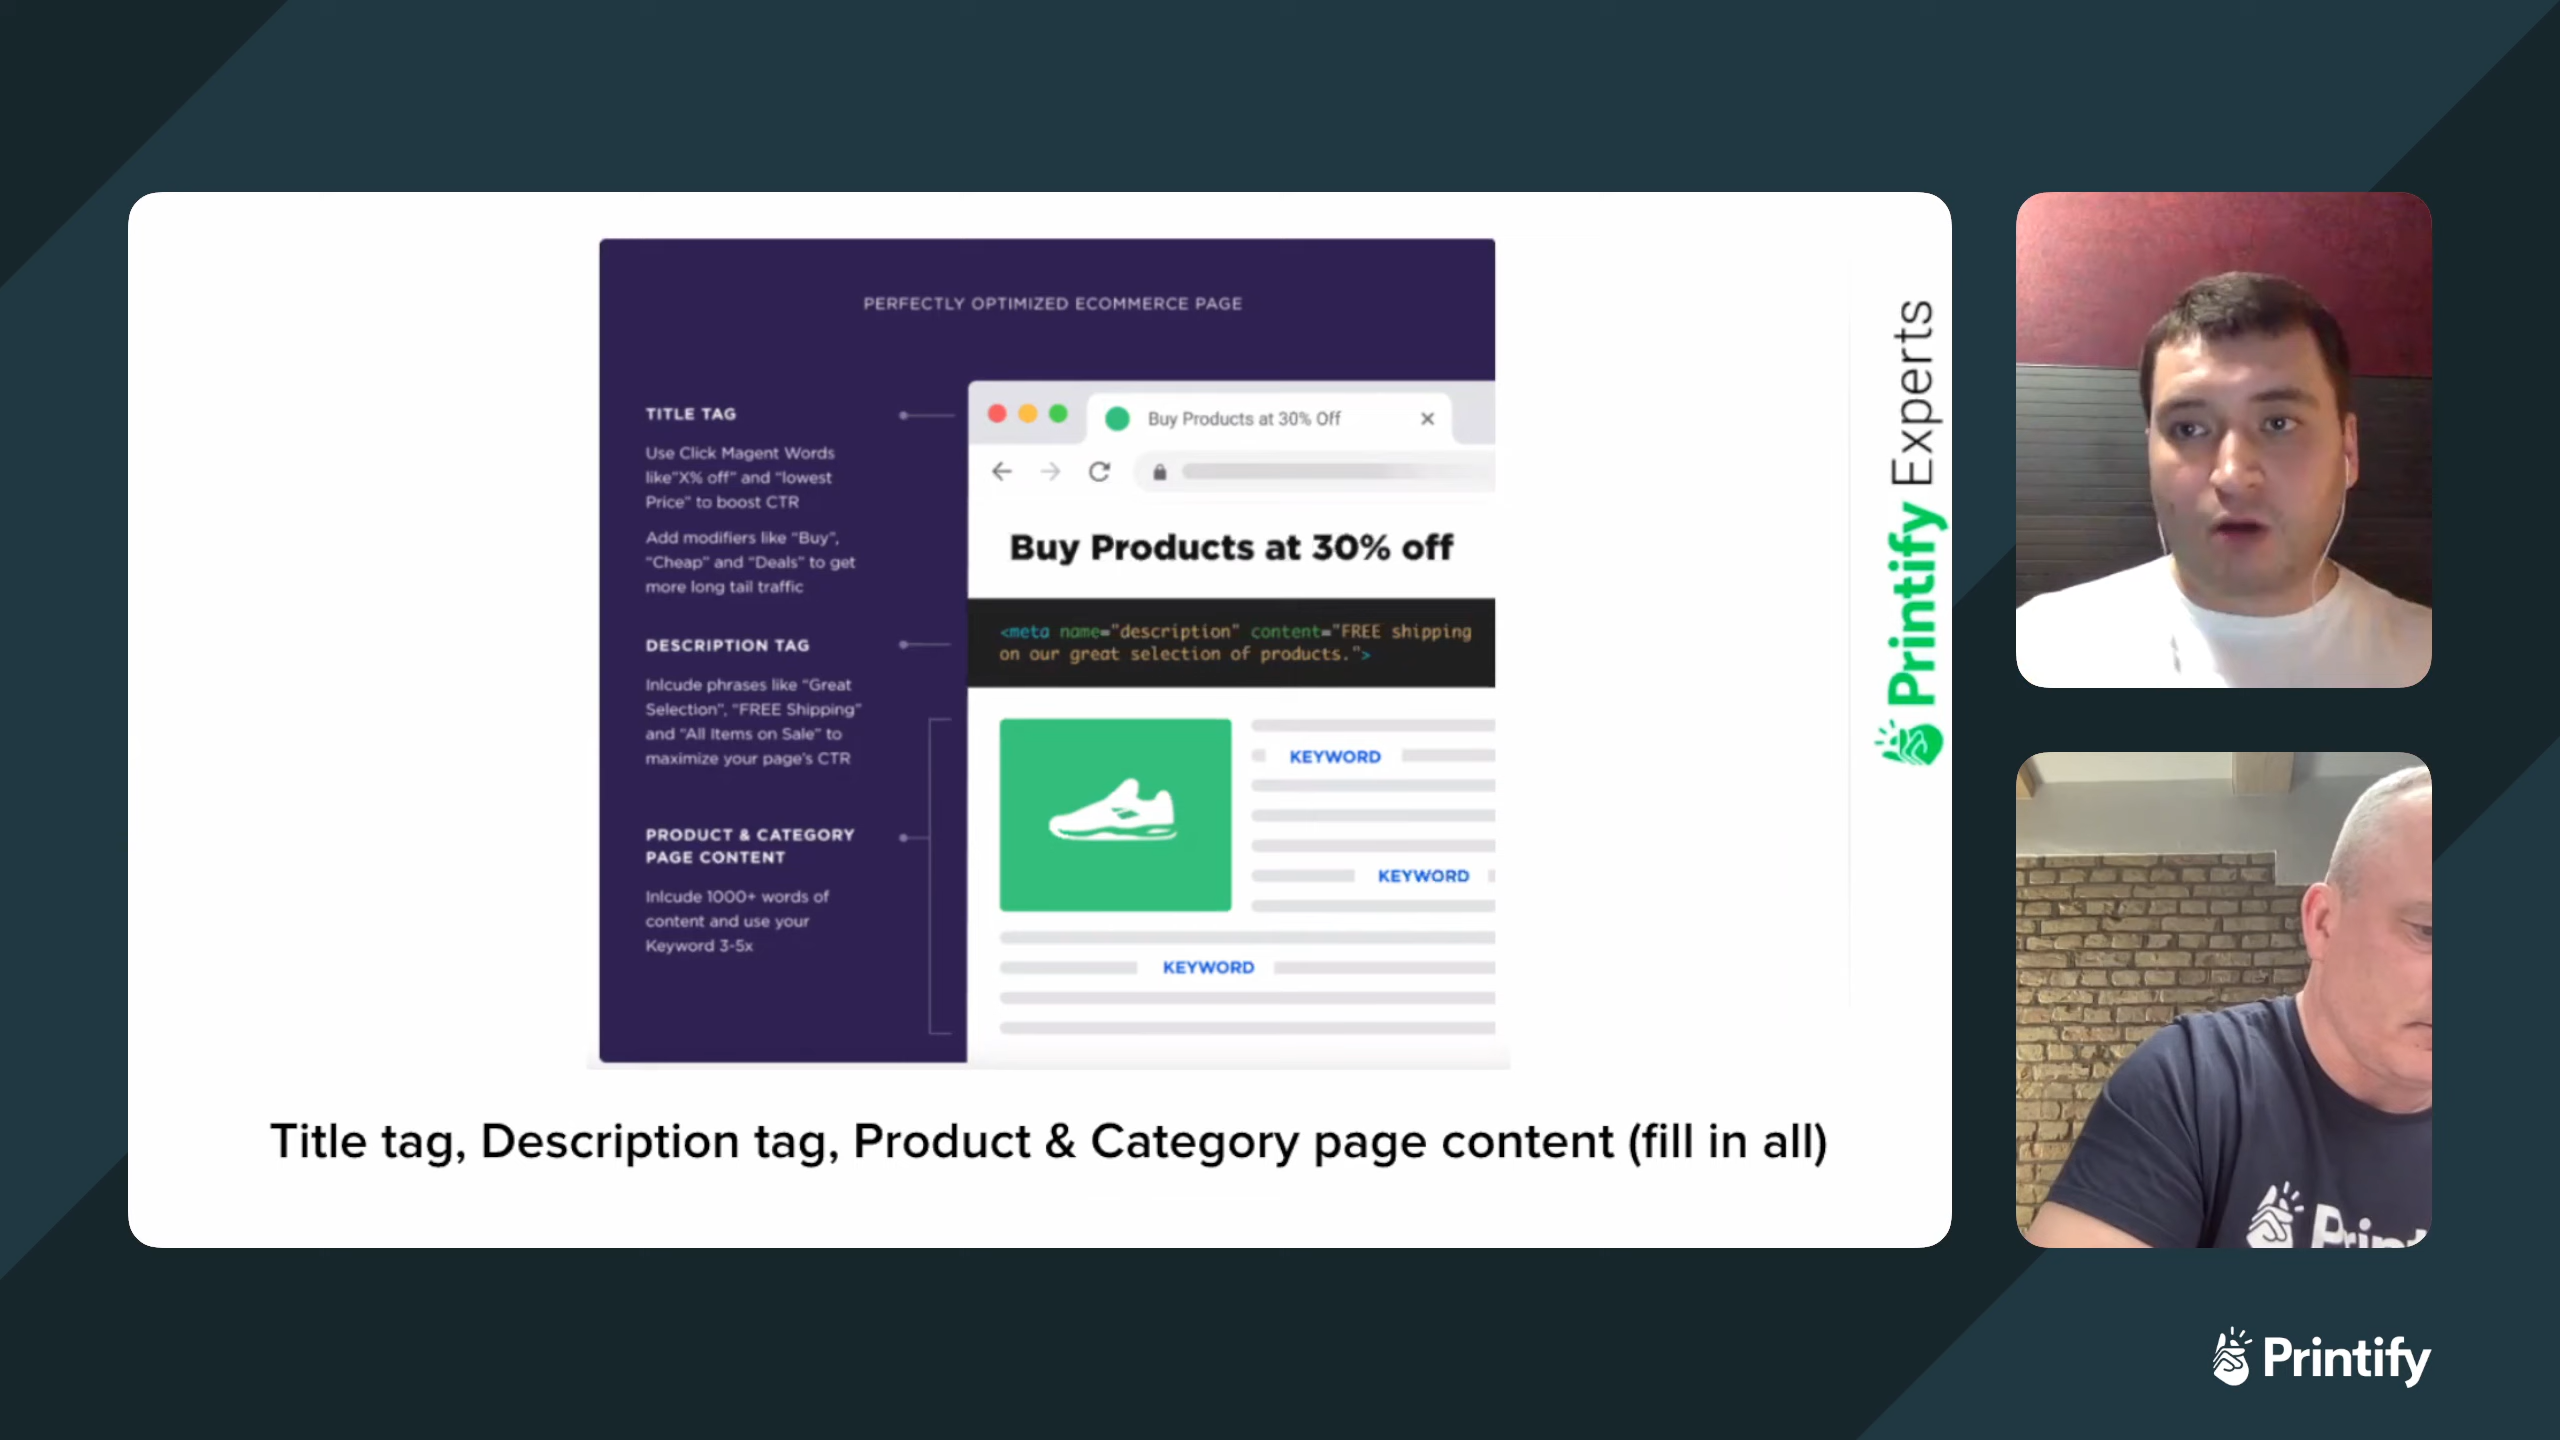 PERFECTLY OPTIMIZED ECOMMERCE PAGE
TITLE TAG
Use Click Magent Words
like"X% off" and "lowest
Price" to boost CTR
Add modifiers like "Buy",
"Cheap" and "Deals" to get
more long tail traffic
DESCRIPTION TAG
Inlcude phrases like "Great
Selection", "FREE Shipping"
and "All Items on Sale" to
maximize your page's CTR
PRODUCT & CATEGORY
PAGE CONTENT
Inlcude 1000+ words of
content and use your
Keyword 3-5x
Buy Products at 30% Off
Buy Products at 30% off
<meta name="description" content="FREE shipping
on our great selection of products.">
KEYWORD
KEYWORD
KEYWORD
Title tag, Description tag, Product & Category page content (fill in all)
Printify Experts
Printify